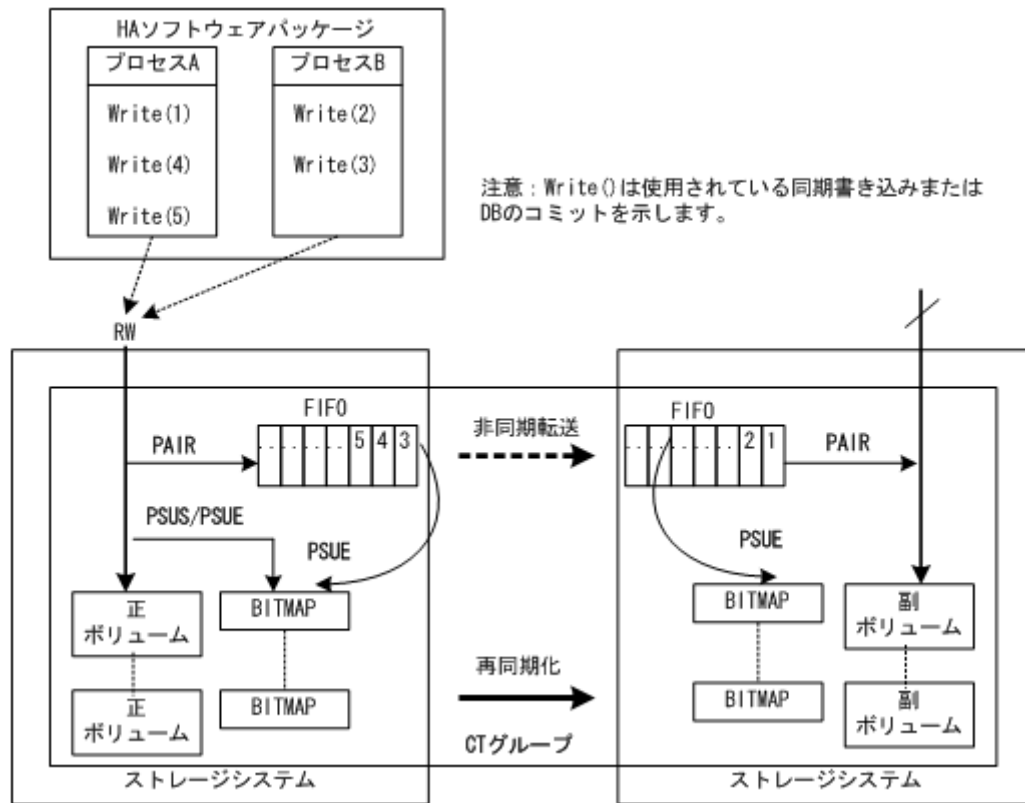 HAソフトウェアパッケージ
プロセスA
プロセスB
Write(1)
Write(2)
Write(4)
Write(3)
Write(5)
注意：Write()は使用されている同期書き込みまたは
DBのコミットを示します。
RW
FIFO
5 4 3
非同期転送
FIFO
2 1
PAIR
PAIR
PSUS/PSUE
PSUE
PSUE
正
ボリューム
BITMAP
BITMAP
副
ボリューム
再同期化
正
ボリューム
BITMAP
BITMAP
副
ボリューム
CTグループ
ストレージシステム
ストレージシステム